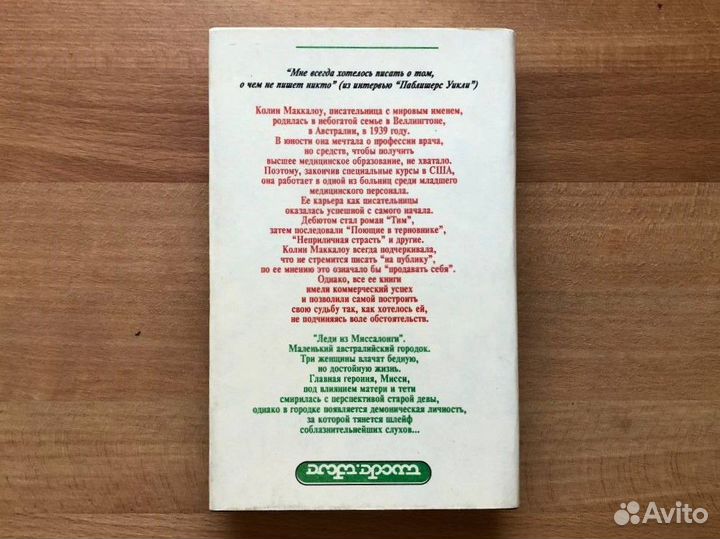 "Мне всегда хотелось писать о том,
о чем не пишет никто" (из интервью "Паблишерс Уикли")
Колин Маккалоу, писательница с мировым именем,
родилась в небогатой семье в Веллингтоне,
в Австралии, в 1939 году.
В юности она мечтала о профессии врача,
но средств, чтобы получить
высшее медицинское образование, не хватало.
Поэтому, закончив специальные курсы в США,
она работает в одной из больниц среди младшего
медицинского персонала.
Ее карьера как писательницы
оказалась успешной с самого начала.
Дебютом стал роман "Тим",
затем последовали "Поющие в терновнике",
"Неприличная страсть" и другие.
Колин Маккалоу всегда подчеркивала,
что не стремится писать "на публику",
по ее мнению это означало бы "продавать себя".
Однако, все ее книги
имели коммерческий успех
и позволили самой построить
свою судьбу так, как хотелось ей,
не подчиняясь воле обстоятельств.
"Леди из Миссалонги".
Маленький австралийский городок.
Три женщины влачат бедную,
но достойную жизнь.
Главная героиня, Мисси,
под влиянием матери и тети
смирилась с перспективой старой девы,
однако в городке появляется демоническая личность,
за которой тянется шлейф
соблазнительнейших слухов...
Avito